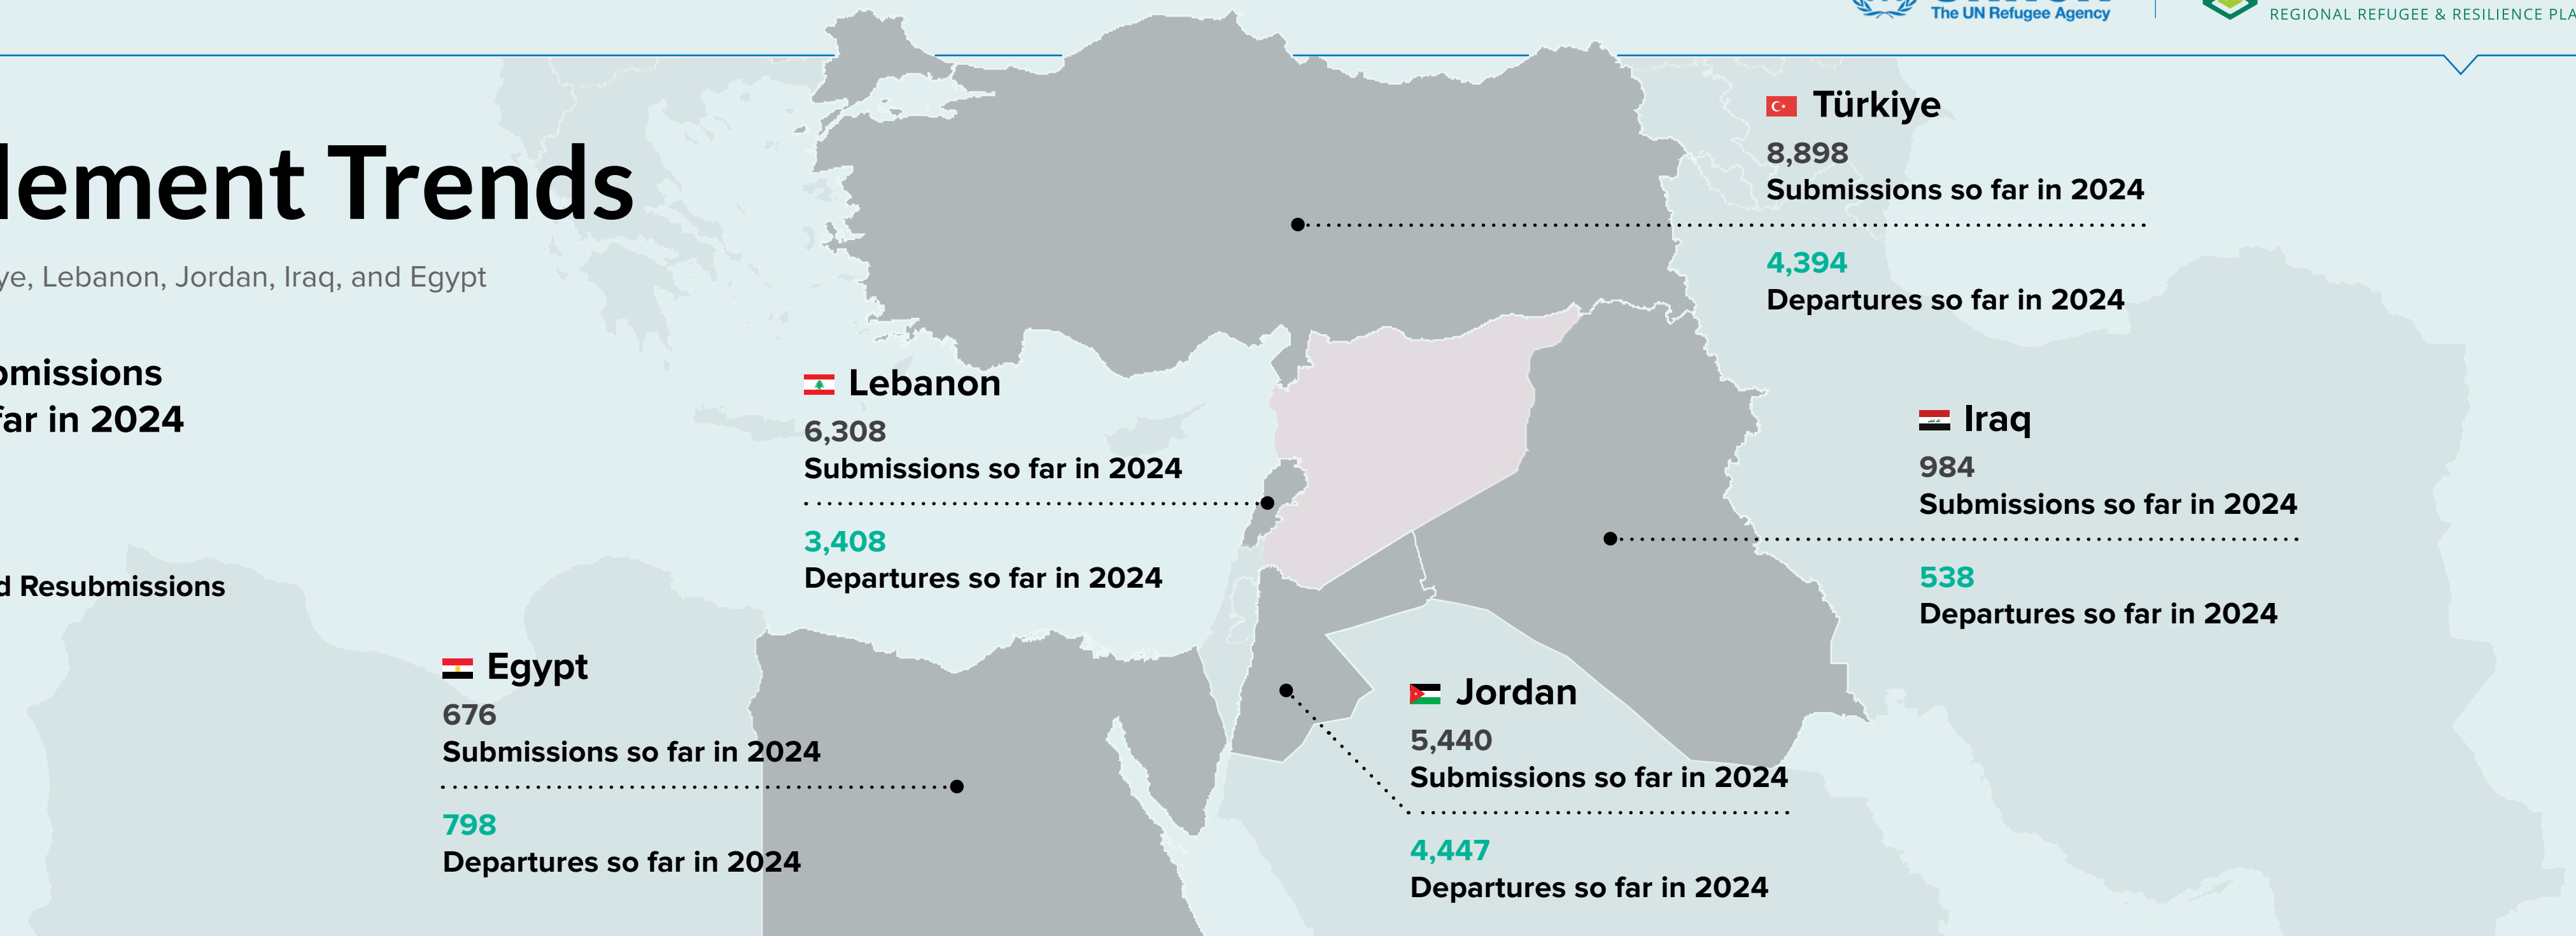 The UN Refugee Agency
REGIONAL REFUGEE & RESILIENCE
Trends
Lebanon, Jordan, Iraq, and Egypt
far in 2024
Resubmissions
Türkiye
8,898
Submissions so far in 2024
4,394
Departures so far in 2024
Lebanon
6,308
Submissions so far in 2024
3,408
Departures so far in 2024
Iraq
984
Submissions so far in 2024
538
Departures so far in 2024
Egypt
676
Submissions so far in 2024
798
Departures so far in 2024
Jordan
5,440
Submissions so far in 2024
4,447
Departures so far in 2024